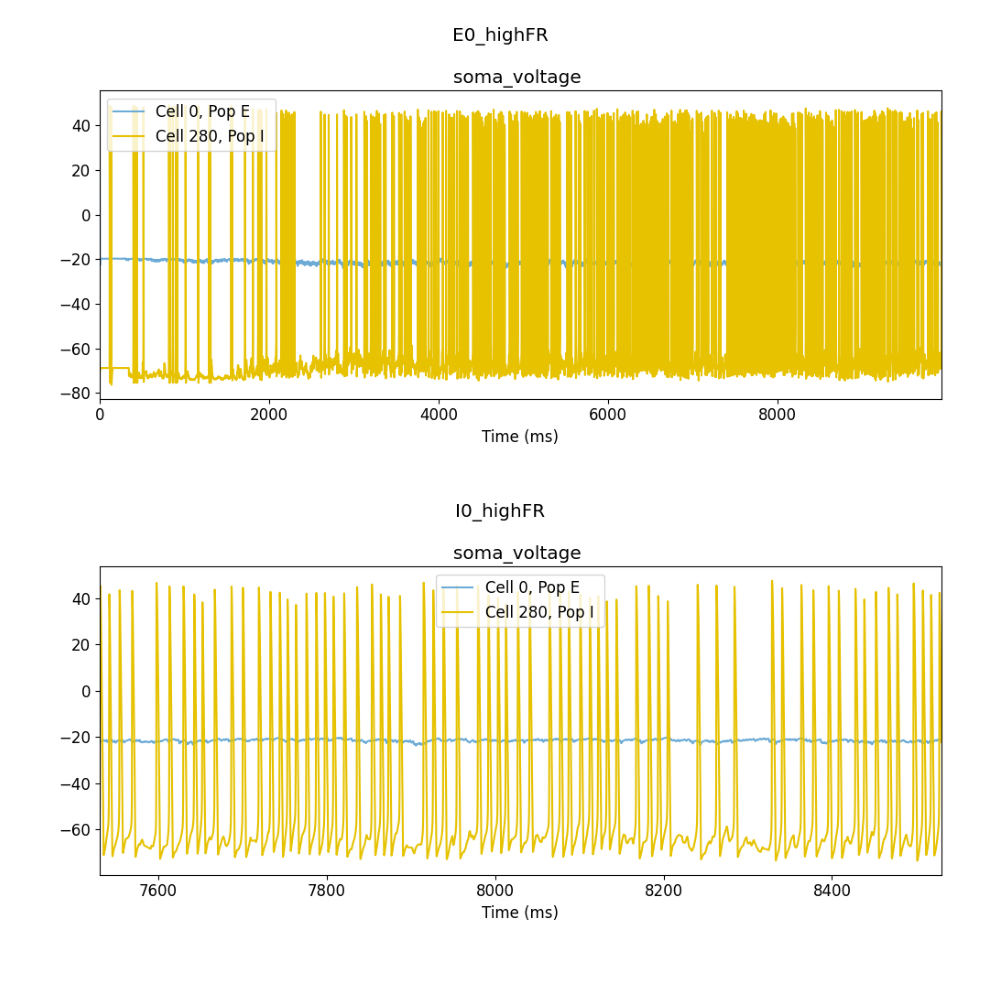 E0_highFR
soma_voltage
Cell 0, Pop E
Cell 280, Pop I
40
20
0
−20
−40
−60
−80
0 2000 4000 6000 8000
Time (ms)
I0_highFR
soma_voltage
Cell 0, Pop E
Cell 280, Pop I
40
20
0
−20
−40
−60
7600 7800 8000 8200 8400
Time (ms)